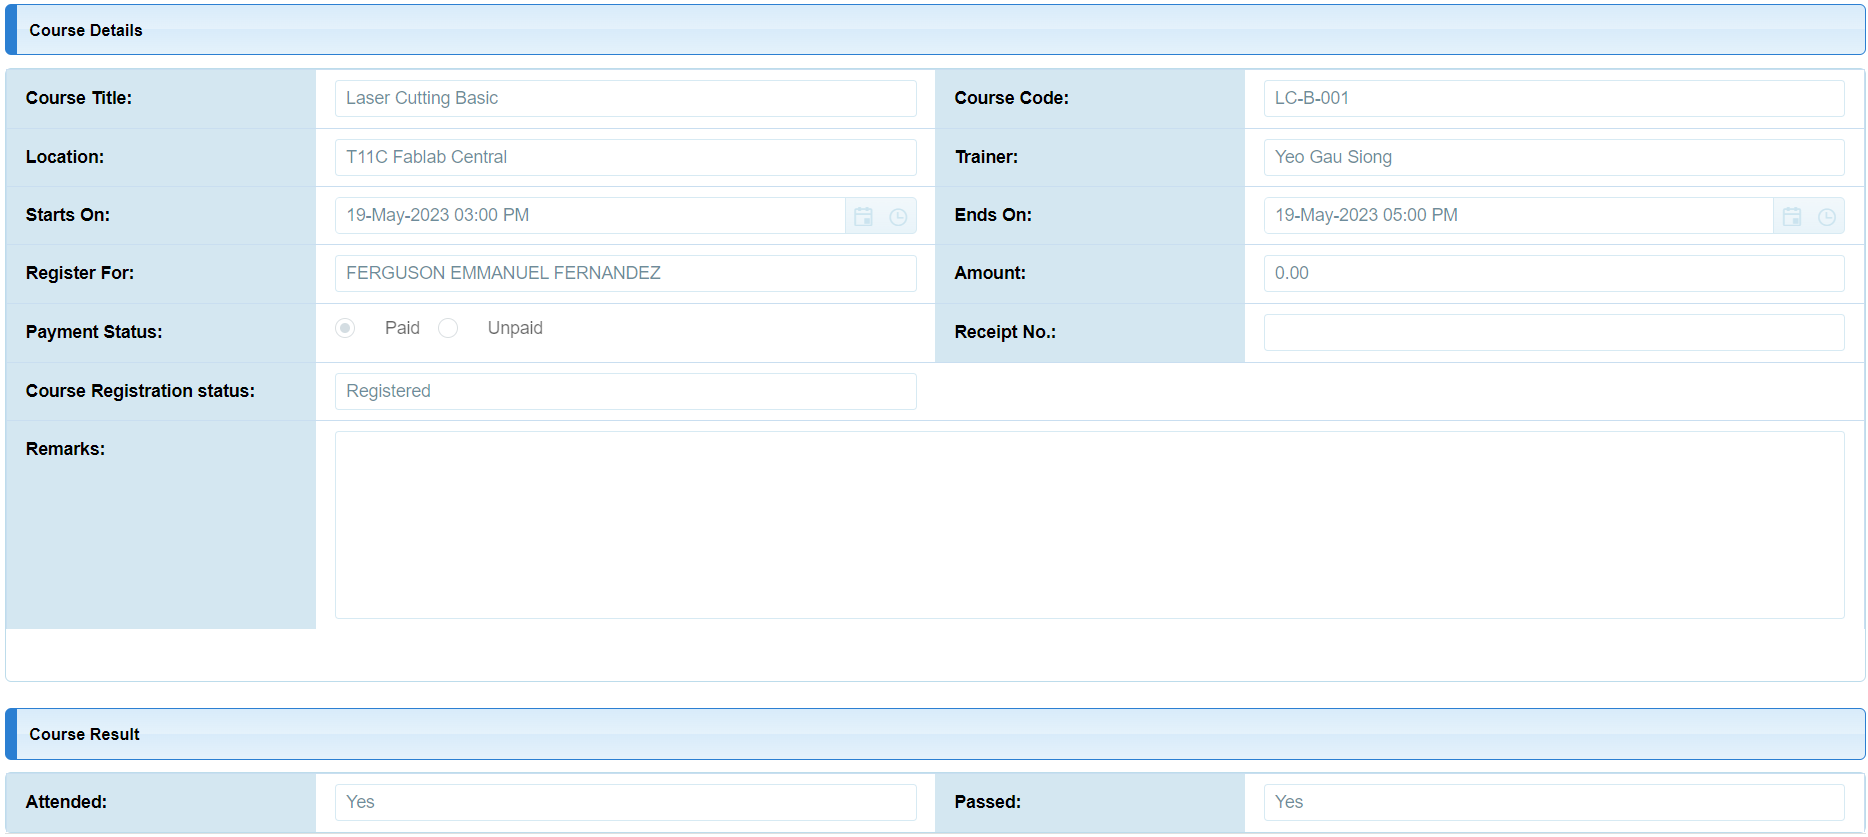 Course Details
Course Title: Laser Cutting Basic Course Code: LC-B-001
Location: T11C Fablab Central Trainer: Yeo Gau Siong
Starts On: 19-May-2023 03:00 PM Ends On: 19-May-2023 05:00 PM
Register For: FERGUSON EMMANUEL FERNANDEZ Amount: 0.00
Payment Status: Paid Unpaid Receipt No.:
Course Registration status: Registered
Remarks:
Course Result
Attended: Yes Passed: Yes